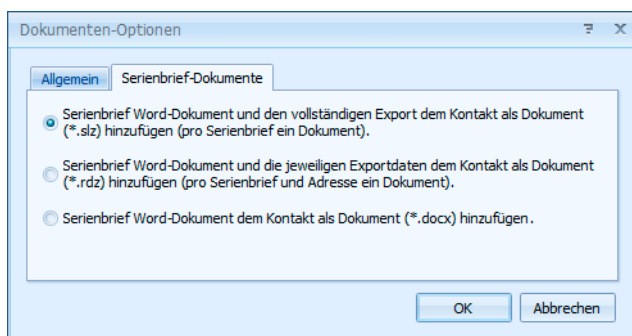 Dokumenten-Optionen
Allgemein
Serienbrief-Dokumente
Serienbrief Word-Dokument und den vollständigen Export dem Kontakt als Dokument
(*.slz) hinzufügen (pro Serienbrief ein Dokument).
Serienbrief Word-Dokument und die jeweiligen Exportdaten dem Kontakt als Dokument
(*.rdz) hinzufügen (pro Serienbrief und Adresse ein Dokument).
Serienbrief Word-Dokument dem Kontakt als Dokument (*.docx) hinzufügen.
OK
Abbrechen